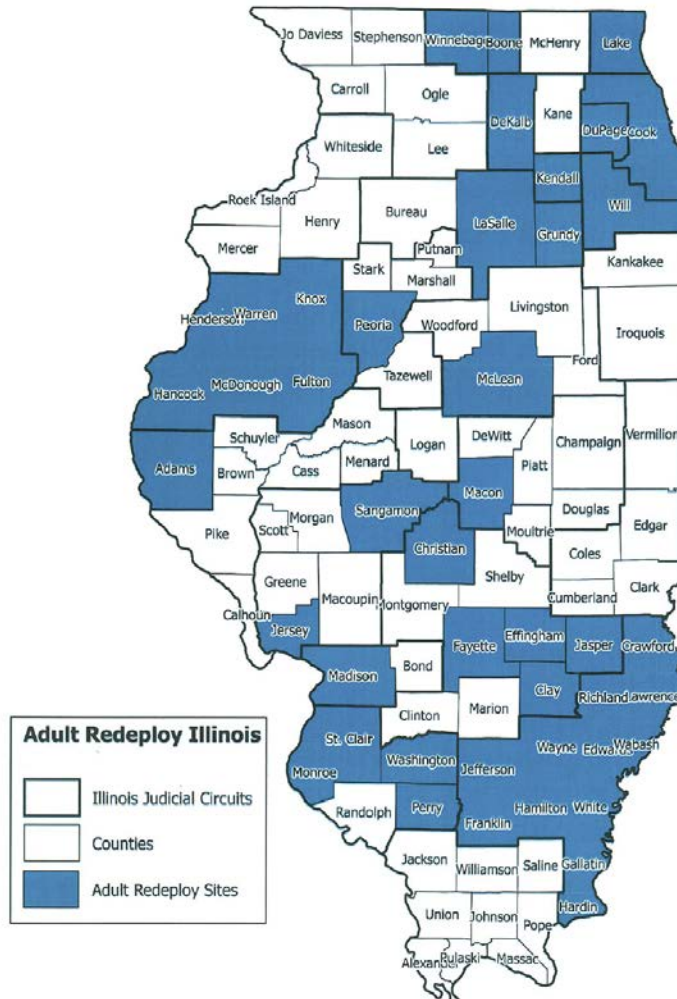 Jo Daviess
Stephenson
Winnebago
Boone
McHenry
Lake
Carroll
Ogle
DeKalb
Kane
DuPage
Cook
Whiteside
Lee
Kendall
Will
Rock Island
Henry
Bureau
LaSalle
Grundy
Mercer
Putnam
Kankakee
Stark
Marshall
Knox
Warren
Henderson
Peoria
Woodford
Livingston
Iroquois
Ford
Tazewell
McLean
Hancock
McDonough
Fulton
Mason
Logan
DeWitt
Champaign
Vermilion
Schuyler
Adams
Brown
Cass
Menard
Piatt
Macon
Sangamon
Douglas
Edgar
Morgan
Scott
Pike
Christian
Moultrie
Coles
Shelby
Greene
Macoupin
Montgomery
Cumberland
Clark
Calhoun
Jersey
Fayette
Effingham
Jasper
Crawford
Bond
Madison
Clay
Richland
Lawrence
Clinton
Marion
St. Clair
Wayne
Edwards
Wabash
Washington
Jefferson
Monroe
Randolph
Perry
Franklin
Hamilton
White
Jackson
Williamson
Saline
Gallatin
Hardin
Union
Johnson
Pope
Alexander
Pulaski
Massac
Adult Redeploy Illinois
Illinois Judicial Circuits
Counties
Adult Redeploy Sites